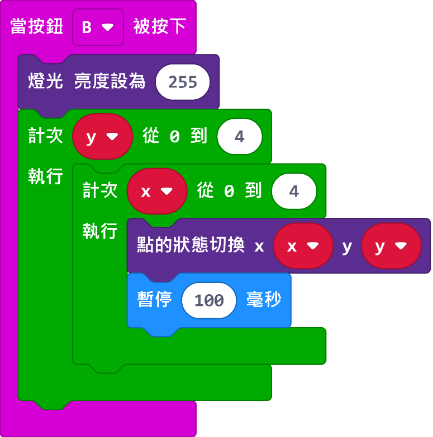 當按鈕 B 被按下
燈光 亮度設為 255
計次 y 從 0 到 4
執行
計次 x 從 0 到 4
執行
點的狀態切換 x x y y
暫停 100 毫秒